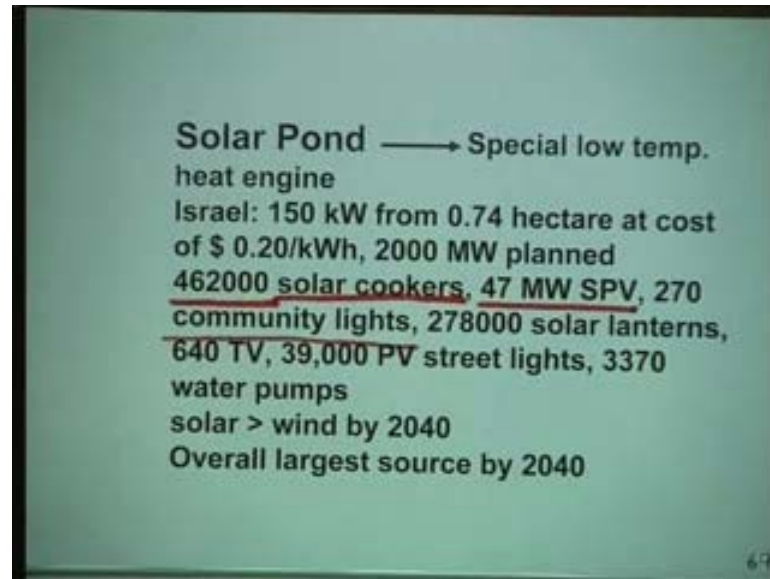 Solar Pond ⟶ Special low temp.
heat engine
Israel: 150 kW from 0.74 hectare at cost
of $ 0.20/kWh, 2000 MW planned
462000 solar cookers, 47 MW SPV, 270
community lights, 278000 solar lanterns,
640 TV, 39,000 PV street lights, 3370
water pumps
solar > wind by 2040
Overall largest source by 2040